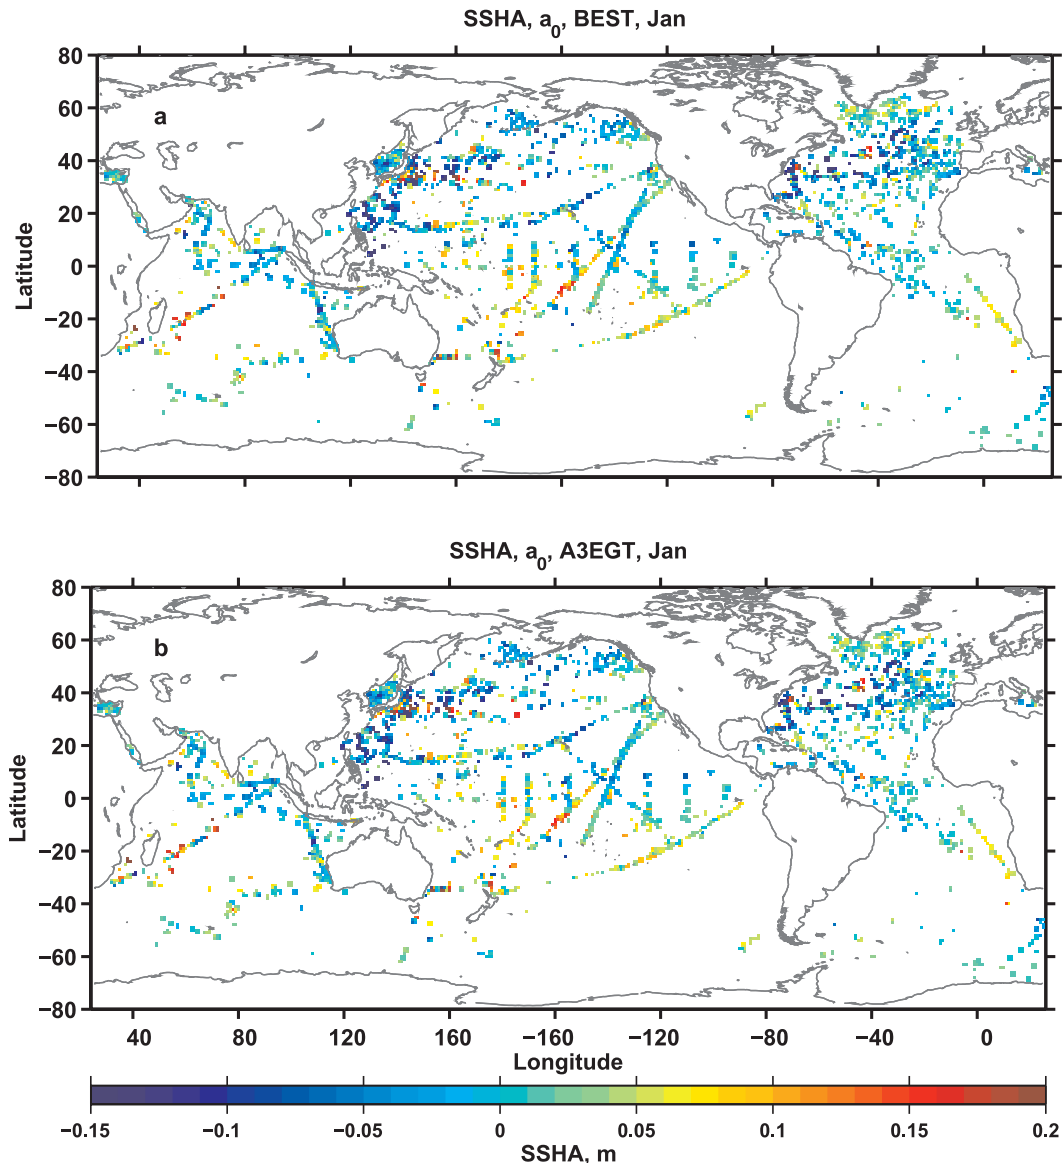 SSHA, a0, BEST, Jan
80
60
40
20
0
−20
−40
−60
−80
Latitude
a
SSHA, a0, A3EGT, Jan
80
60
40
20
0
−20
−40
−60
−80
Latitude
b
40 80 120 160 −160 −120 −80 −40 0
Longitude
−0.15 −0.1 −0.05 0 0.05 0.1 0.15 0.2
SSHA, m